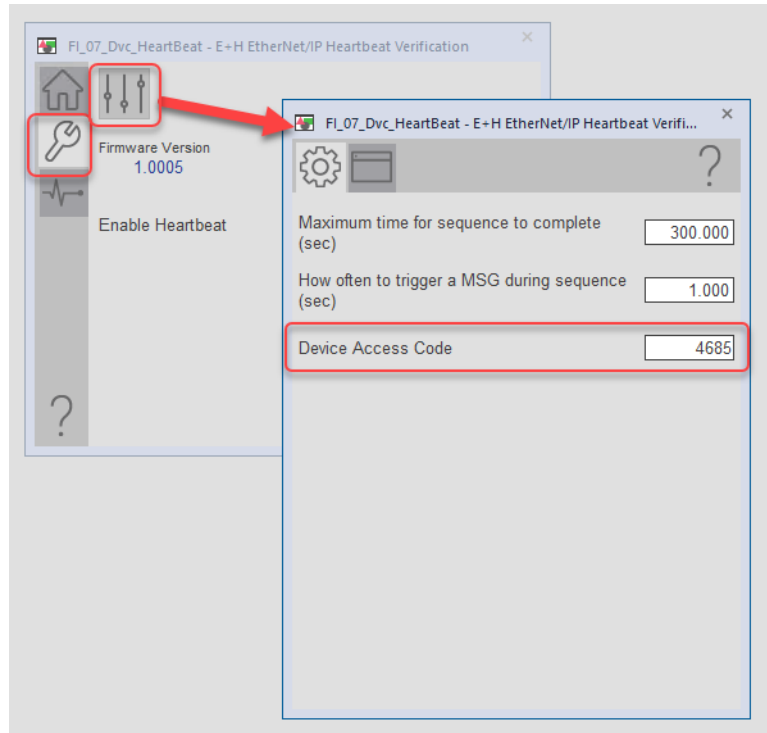 FI_07_Dvc_HeartBeat - E+H EtherNet/IP Heartbeat Verification
Firmware Version
1.0005
Enable Heartbeat
?
FI_07_Dvc_HeartBeat - E+H EtherNet/IP Heartbeat Verifi...
?
Maximum time for sequence to complete
(sec)
300.000
How often to trigger a MSG during sequence
(sec)
1.000
Device Access Code
4685